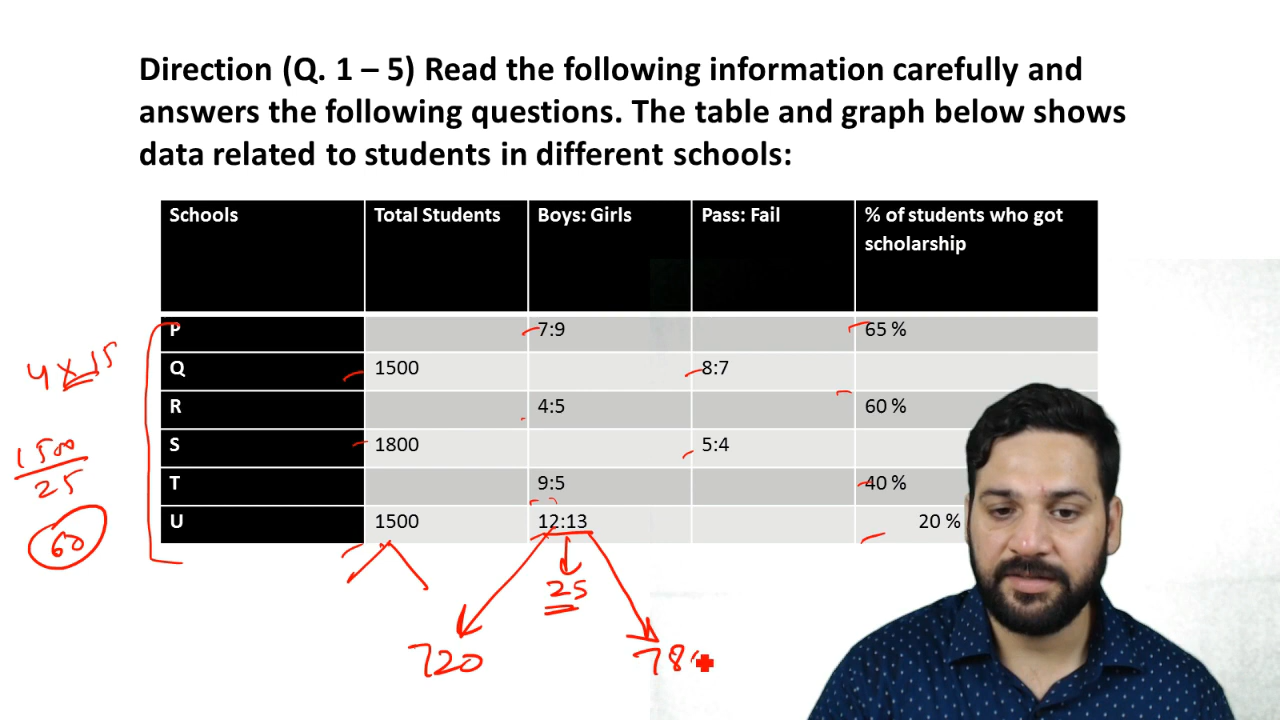 Direction (Q. 1 – 5) Read the following information carefully and
answers the following questions. The table and graph below shows
data related to students in different schools:
Schools Total Students Boys: Girls Pass: Fail % of students who got
scholarship
P 7:9 65 %
Q 1500 8:7
R 4:5 60 %
S 1800 5:4
T 9:5 40 %
U 1500 12:13 20 %
4 x 15
1500
25
60
25
720